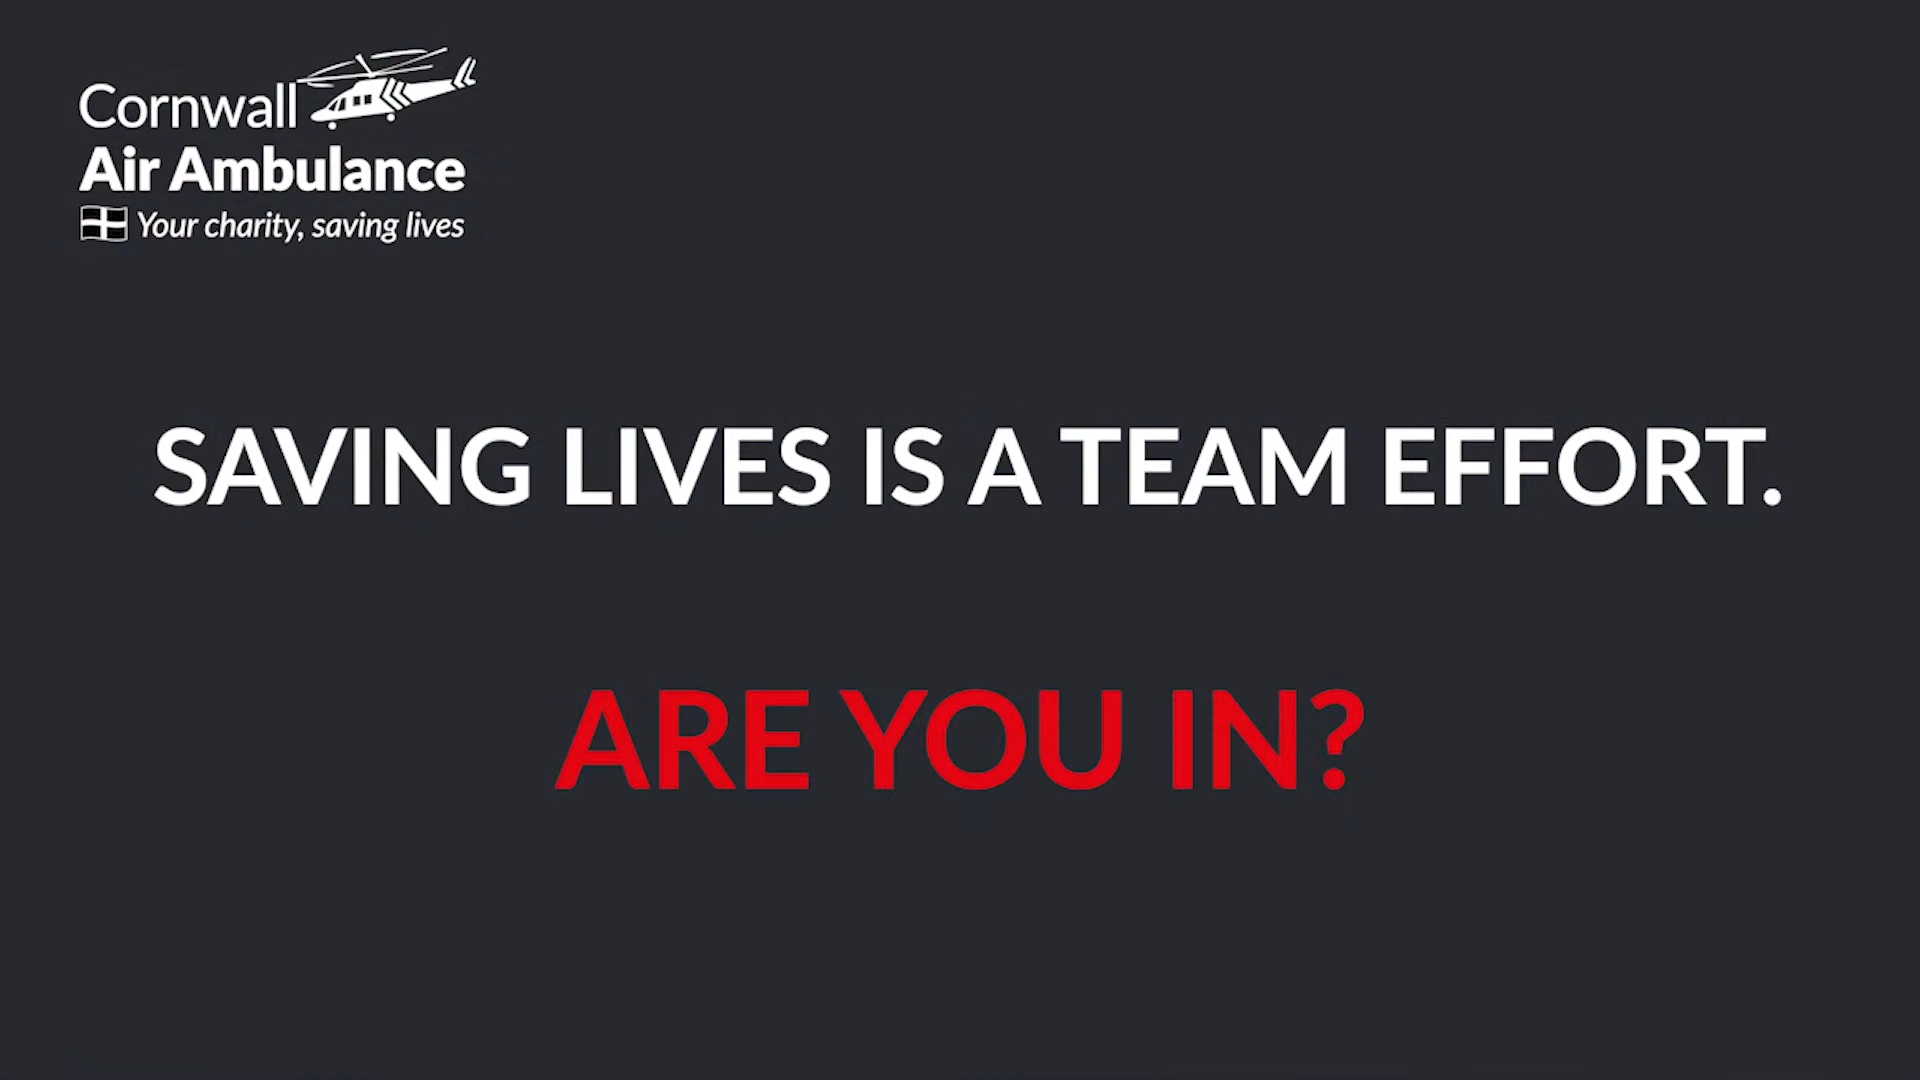 Cornwall
Air Ambulance
Your charity, saving lives
SAVING LIVES IS A TEAM EFFORT.
ARE YOU IN?